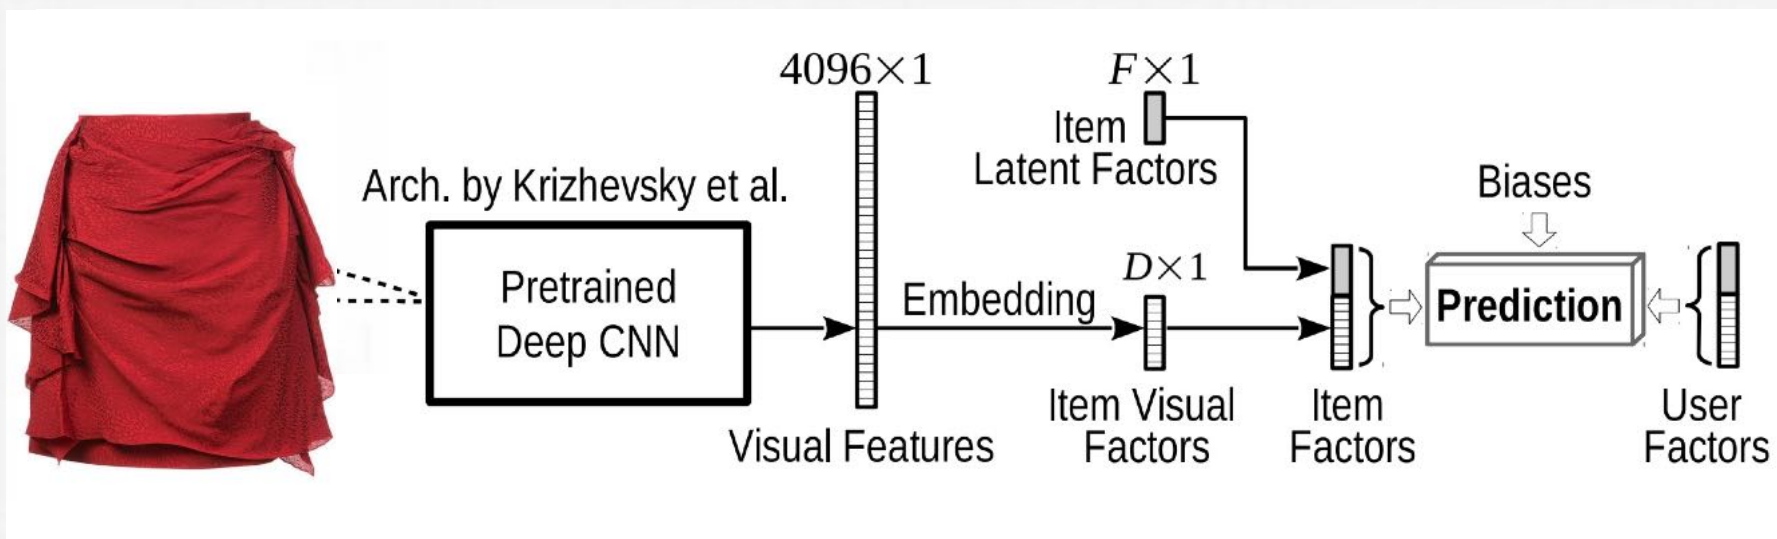 4096×1
F×1
Item
Latent Factors
Arch. by Krizhevsky et al.
Pretrained
Deep CNN
Visual Features
Embedding
D×1
Item Visual
Factors
Item
Factors
Biases
Prediction
User
Factors